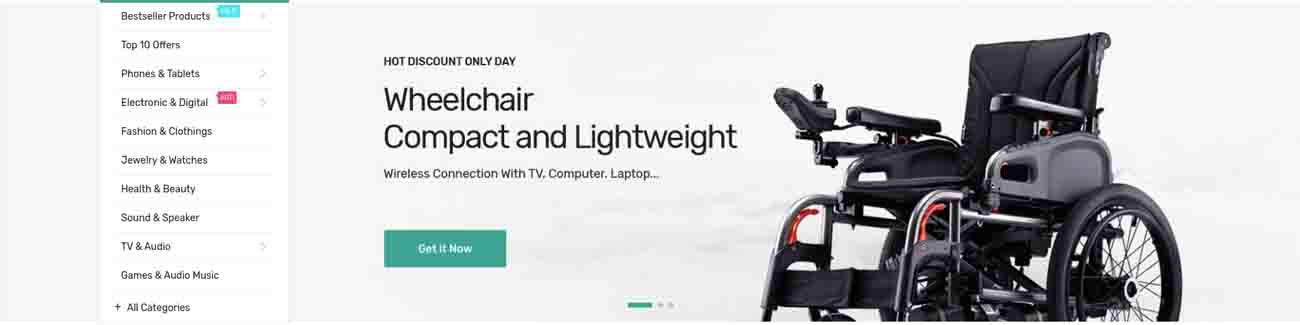 Bestseller Products
Top 10 Offers
Phones & Tablets
Electronic & Digital HOT!
Fashion & Clothings
Jewelry & Watches
Health & Beauty
Sound & Speaker
TV & Audio
Games & Audio Music
+ All Categories
HOT DISCOUNT ONLY DAY
Wheelchair
Compact and Lightweight
Wireless Connection With TV, Computer, Laptop...
Get it Now